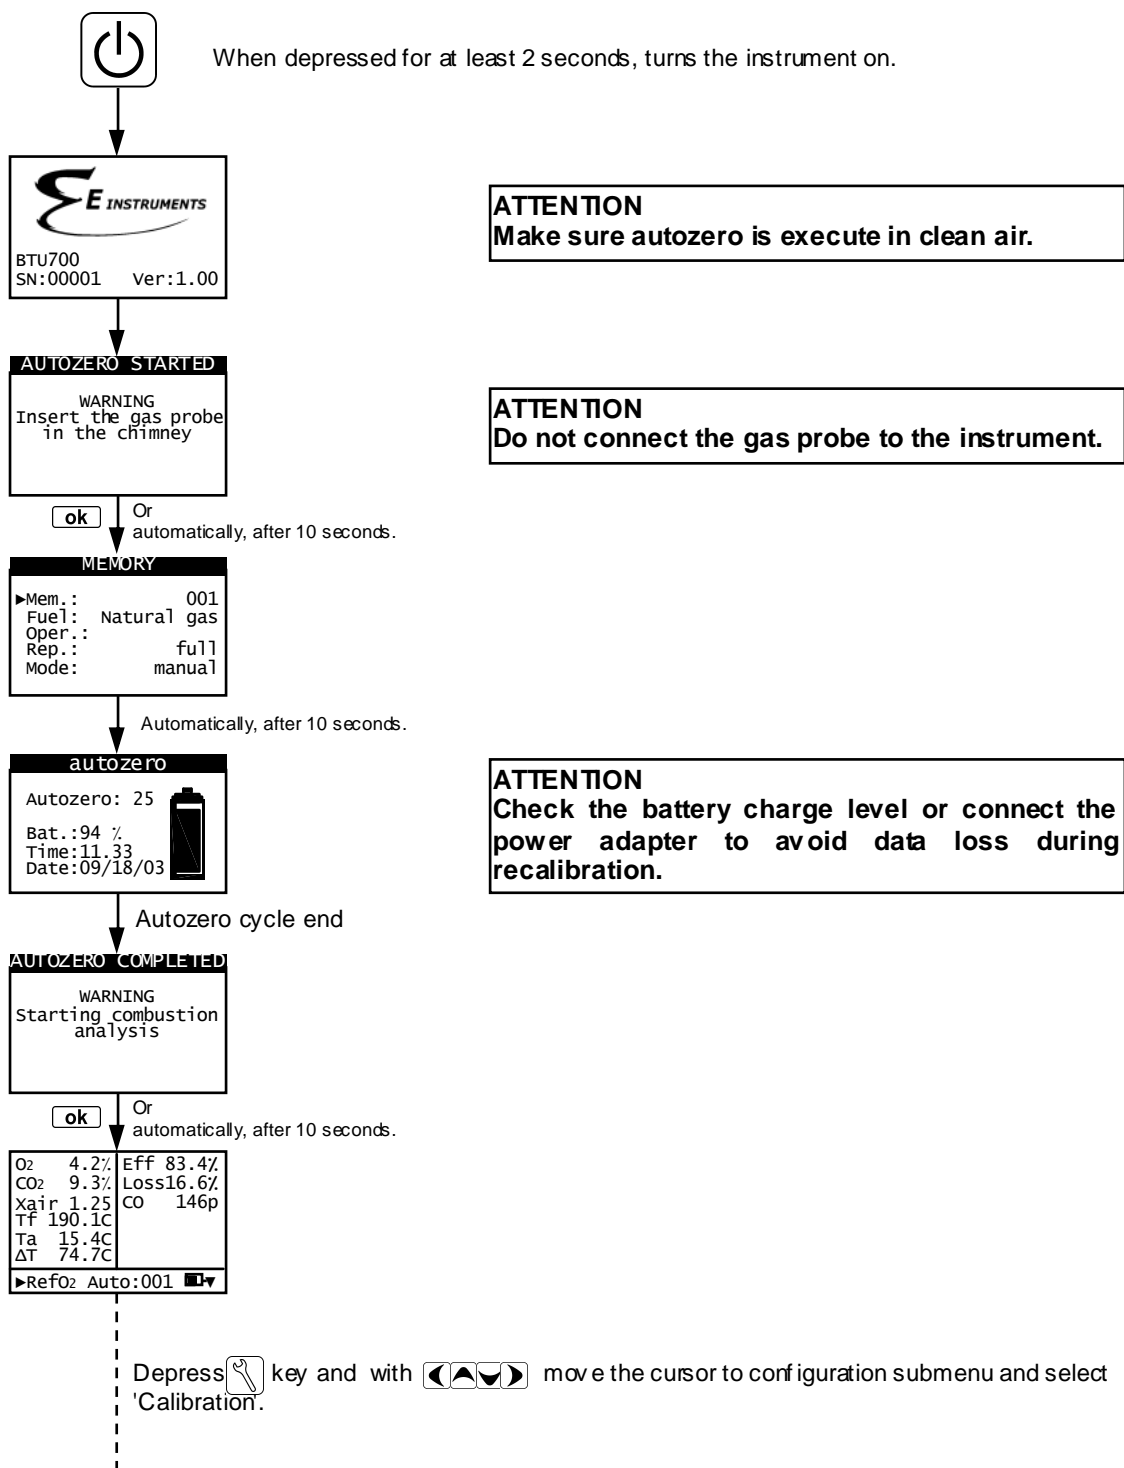 When depressed for at least 2 seconds, turns the instrument on.
E INSTRUMENTS
BTU700
SN:00001 Ver:1.00
ATTENTION
Make sure autozero is execute in clean air.
AUTOZERO STARTED
WARNING
Insert the gas probe
in the chimney
ATTENTION
Do not connect the gas probe to the instrument.
ok
Or
automatically, after 10 seconds.
MEMORY
►Mem.: 001
Fuel: Natural gas
Oper.:
Rep.: full
Mode: manual
Automatically, after 10 seconds.
autozero
Autozero: 25
Bat.:94 %
Time:11.33
Date:09/18/03
ATTENTION
Check the battery charge level or connect the
power adapter to avoid data loss during
recalibration.
Autozero cycle end
AUTOZERO COMPLETED
WARNING
Starting combustion
analysis
ok
Or
automatically, after 10 seconds.
O2 4.2% Eff 83.4%
CO2 9.3% Loss16.6%
Xair 1.25 CO 146p
Tf 190.1C
Ta 15.4C
ΔT 74.7C
►RefO2 Auto:001 ▼
Depress key and with move the cursor to configuration submenu and select
'Calibration'.